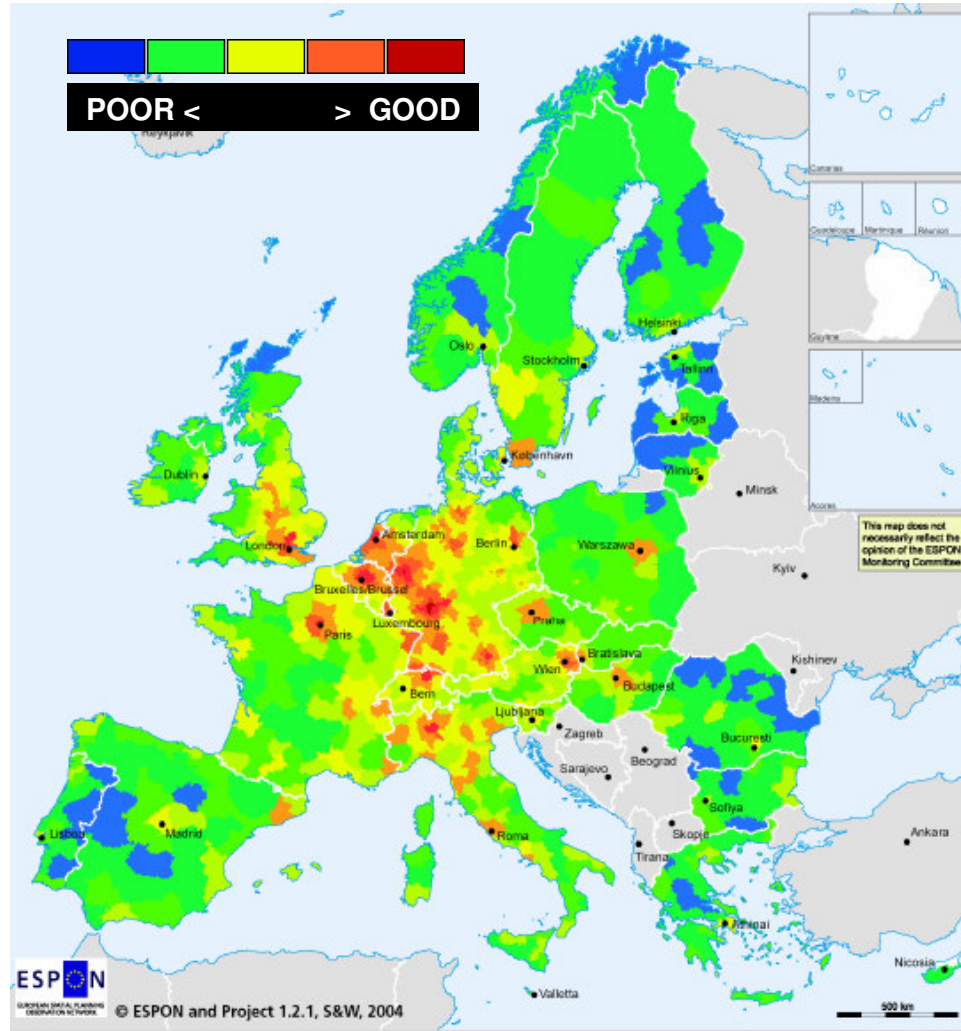 POOR < > GOOD
Reykjavik
Canarias
Guadeloupe
Martinique
Réunion
Guyane
Madeira
Acores
Helsinki
Oslo
Tallinn
Stockholm
Riga
København
Dublin
Vilnius
Minsk
This map does not
necessarily reflect the
opinion of the ESPON
Monitoring Committee
London
Amsterdam
Berlin
Warszawa
Kyiv
Bruxelles/Brussel
Luxembourg
Paris
Praha
Kishinev
Wien
Bratislava
Bern
Budapest
Ljubljana
Zagreb
Bucuresti
Beograd
Sarajevo
Sofiya
Lisboa
Madrid
Roma
Skopje
Ankara
Tirana
Athinai
Nicosia
Valletta
ESPON
EUROPEAN SPATIAL PLANNING
OBSERVATION NETWORK
© ESPON and Project 1.2.1, S&W, 2004
500 km